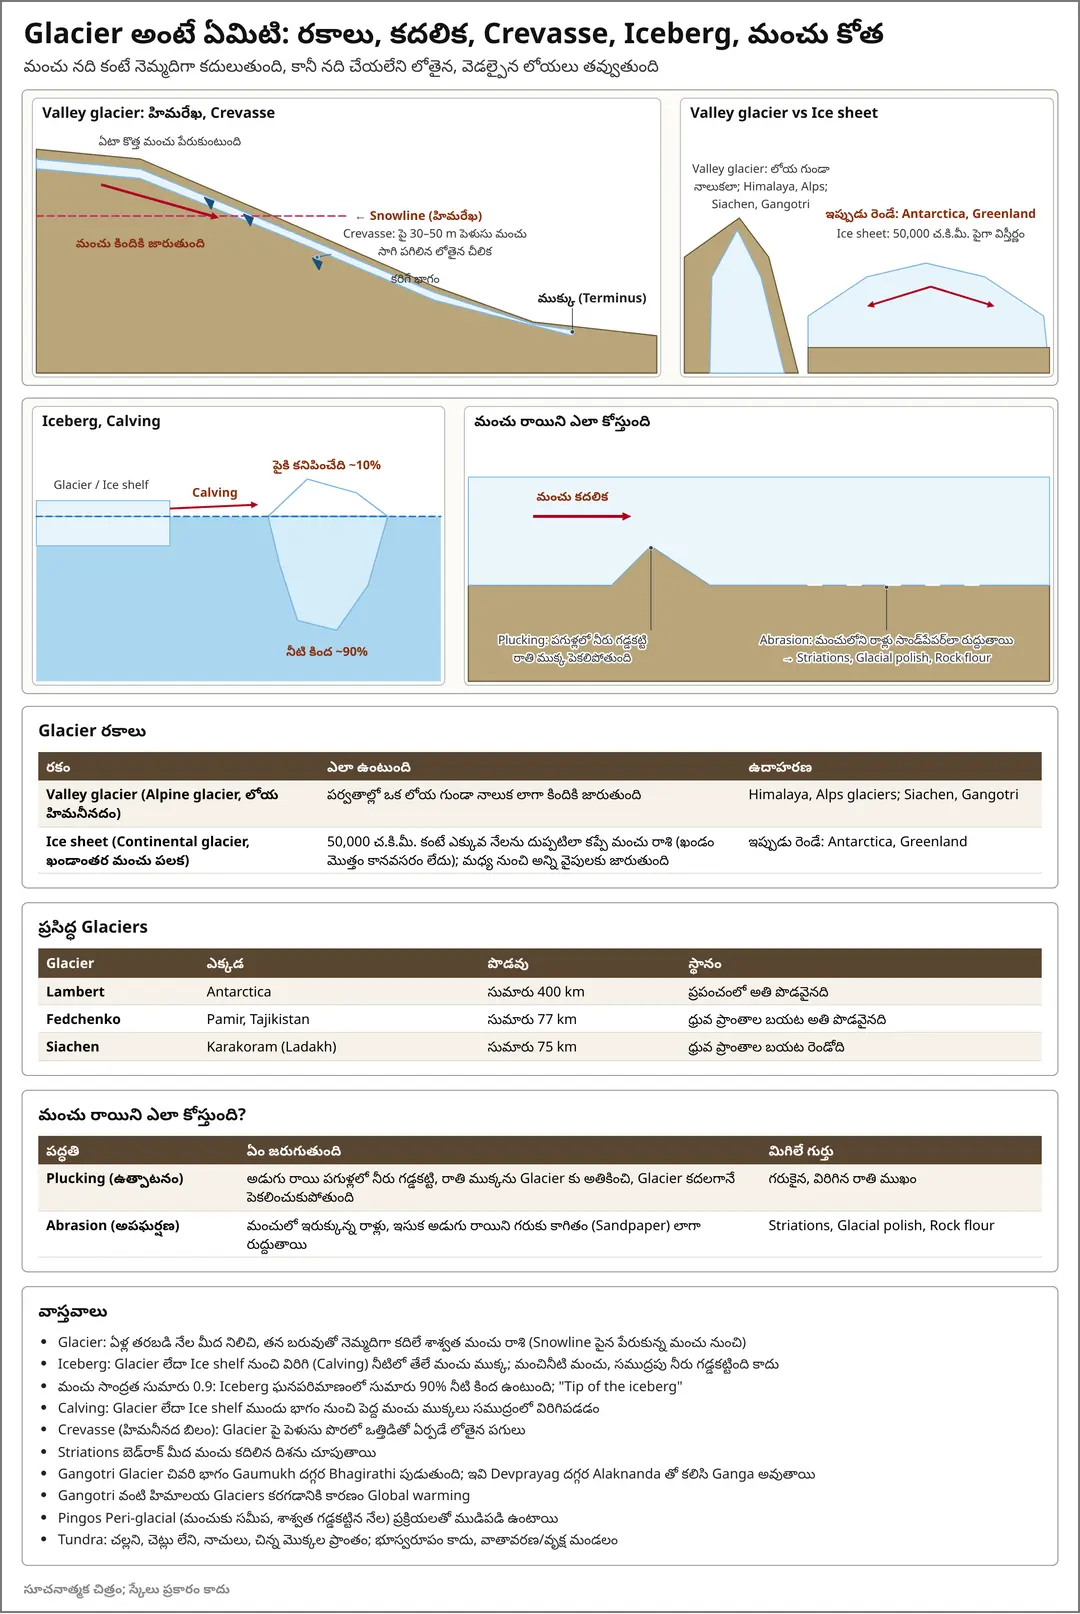 Glacier అంటే ఏమిటి: రకాలు, కదలిక, Crevasse, Iceberg, మంచు కోత
మంచు నది కంటే నెమ్మదిగా కదులుతుంది, కానీ నది చేయలేని లోతైన, వెడల్పైన లోయలు తవ్వుతుంది
Valley glacier: హిమరేఖ, Crevasse
ఏటా కొత్త మంచు పేరుకుంటుంది
← Snowline (హిమరేఖ)
Crevasse: పై 30–50 m పెళుసు మంచు
సాగి పగిలిన లోతైన చీలిక
మంచు కిందికి జారుతుంది
కరిగే భాగం
ముక్కు (Terminus)
Valley glacier vs Ice sheet
Valley glacier: లోయ గుండా
నాలుకలా; Himalaya, Alps;
Siachen, Gangotri
ఇప్పుడు రెండే: Antarctica, Greenland
Ice sheet: 50,000 చ.కి.మీ. పైగా విస్తీర్ణం
Iceberg, Calving
పైకి కనిపించేది ~10%
Glacier / Ice shelf
Calving
నీటి కింద ~90%
మంచు రాయిని ఎలా కోస్తుంది
మంచు కదలిక
Plucking: పగుళ్లలో నీరు గడ్డకట్టి
రాతి ముక్క పెకలిపోతుంది
Abrasion: మంచులోని రాళ్లు సాండ్‌పేపర్‌లా రుద్దుతాయి
→ Striations, Glacial polish, Rock flour
Glacier రకాలు
రకం ఎలా ఉంటుంది ఉదాహరణ
Valley glacier (Alpine glacier, లోయ హిమనీనదం) పర్వతాల్లో ఒక లోయ గుండా నాలుక లాగా కిందికి జారుతుంది Himalaya, Alps glaciers; Siachen, Gangotri
Ice sheet (Continental glacier, ఖండాంతర మంచు పలక) 50,000 చ.కి.మీ. కంటే ఎక్కువ నేలను దుప్పటిలా కప్పే మంచు రాశి (ఖండం మొత్తం కానవసరం లేదు); మధ్య నుంచి అన్ని వైపులకు జారుతుంది ఇప్పుడు రెండే: Antarctica, Greenland
ప్రసిద్ధ Glaciers
Glacier ఎక్కడ పొడవు స్థానం
Lambert Antarctica సుమారు 400 km ప్రపంచంలో అతి పొడవైనది
Fedchenko Pamir, Tajikistan సుమారు 77 km ధ్రువ ప్రాంతాల బయట అతి పొడవైనది
Siachen Karakoram (Ladakh) సుమారు 75 km ధ్రువ ప్రాంతాల బయట రెండోది
మంచు రాయిని ఎలా కోస్తుంది?
పద్ధతి ఏం జరుగుతుంది మిగిలే గుర్తు
Plucking (ఉత్పాటనం) అడుగు రాయి పగుళ్లలో నీరు గడ్డకట్టి, రాతి ముక్కను Glacier కు అతికించి, Glacier కదలగానే పెకలించుకుపోతుంది గరుకైన, విరిగిన రాతి ముఖం
Abrasion (అపఘర్షణ) మంచులో ఇరుక్కున్న రాళ్లు, ఇసుక అడుగు రాయిని గరుకు కాగితం (Sandpaper) లాగా రుద్దుతాయి Striations, Glacial polish, Rock flour
వాస్తవాలు
• Glacier: ఏళ్ల తరబడి నేల మీద నిలిచి, తన బరువుతో నెమ్మదిగా కదిలే శాశ్వత మంచు రాశి (Snowline పైన పేరుకున్న మంచు నుంచి)
• Iceberg: Glacier లేదా Ice shelf నుంచి విరిగి (Calving) నీటిలో తేలే మంచు ముక్క; మంచినీటి మంచు, సముద్రపు నీరు గడ్డకట్టింది కాదు
• మంచు సాంద్రత సుమారు 0.9: Iceberg ఘనపరిమాణంలో సుమారు 90% నీటి కింద ఉంటుంది; "Tip of the iceberg"
• Calving: Glacier లేదా Ice shelf ముందు భాగం నుంచి పెద్ద మంచు ముక్కలు సముద్రంలో విరిగిపడడం
• Crevasse (హిమనీనద బిలం): Glacier పై పెళుసు పొరలో ఒత్తిడితో ఏర్పడే లోతైన పగులు
• Striations బెడ్‌రాక్ మీద మంచు కదిలిన దిశను చూపుతాయి
• Gangotri Glacier చివరి భాగం Gaumukh దగ్గర Bhagirathi పుడుతుంది; ఇవి Devprayag దగ్గర Alaknanda తో కలిసి Ganga అవుతాయి
• Gangotri వంటి హిమాలయ Glaciers కరగడానికి కారణం Global warming
• Pingos Peri-glacial (మంచుకు సమీప, శాశ్వత గడ్డకట్టిన నేల) ప్రక్రియలతో ముడిపడి ఉంటాయి
• Tundra: చల్లని, చెట్లు లేని, నాచులు, చిన్న మొక్కల ప్రాంతం; భూస్వరూపం కాదు, వాతావరణ/వృక్ష మండలం
సూచనాత్మక చిత్రం; స్కేలు ప్రకారం కాదు